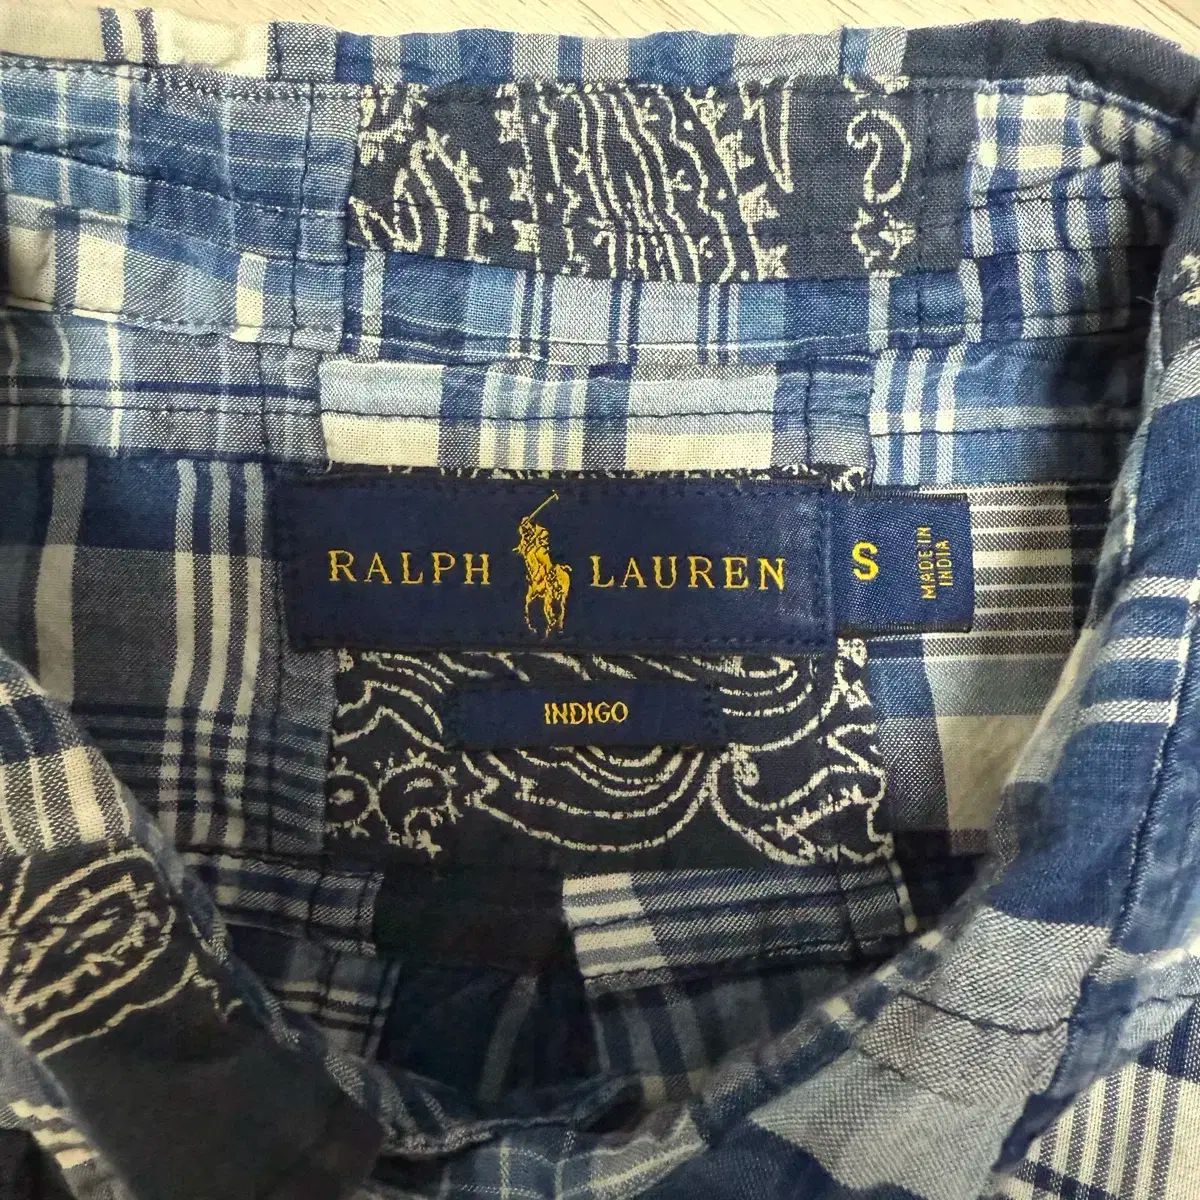 RALPH LAUREN
S
MADE IN
INDIA
INDIGO